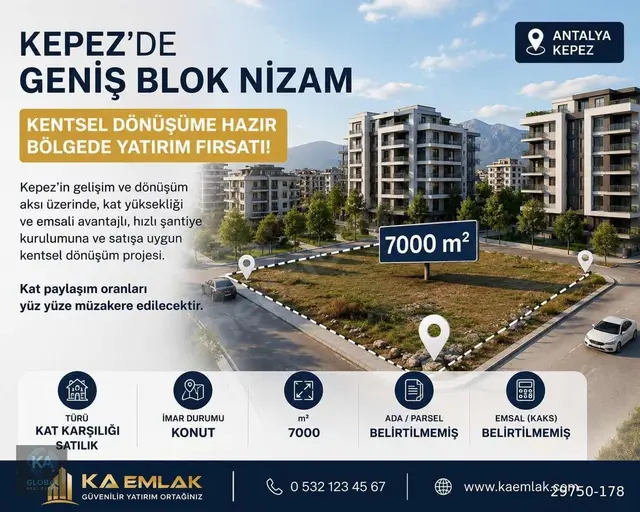 KEPEZ’DE
GENİŞ BLOK NİZAM
ANTALYA
KEPEZ
KENTSEL DÖNÜŞÜME HAZIR
BÖLGEDE YATIRIM FIRSATI!
Kepez’in gelişim ve dönüşüm
aksı üzerinde, kat yüksekliği
ve emsali avantajlı, hızlı şantiye
kurulumuna ve satışa uygun
kentsel dönüşüm projesi.
Kat paylaşım oranları
yüz yüze müzakere edilecektir.
7000 m²
TÜRÜ
KAT KARŞILIĞI
SATILIK
İMAR DURUMU
KONUT
m²
7000
ADA / PARSEL
BELİRTİLMEMİŞ
EMSAL (KAKS)
BELİRTİLMEMİŞ
KA
GLOBAL
KA EMLAK
GÜVENİLİR YATIRIM ORTAĞINIZ
0 532 123 45 67
www.kaemlak.com
29750-178